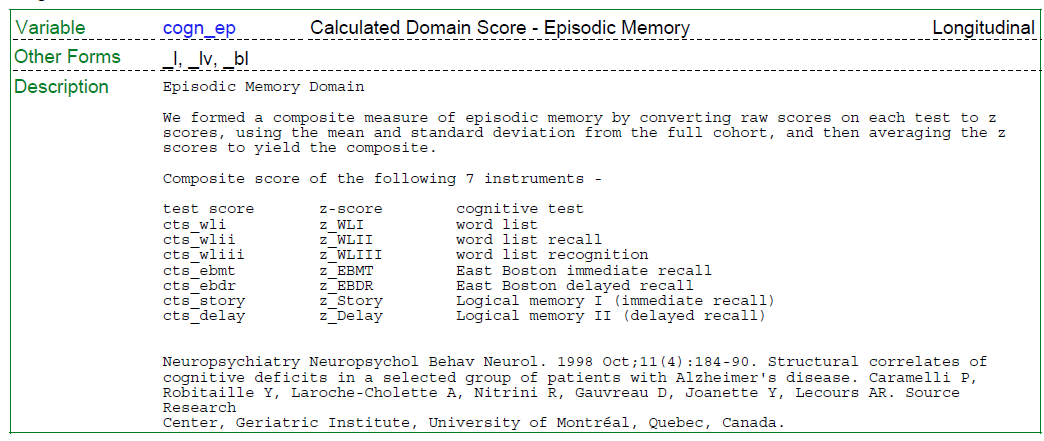 Variable cogn_ep Calculated Domain Score - Episodic Memory Longitudinal
Other Forms _l, _lv, _bl
Description Episodic Memory Domain
We formed a composite measure of episodic memory by converting raw scores on each test to z
scores, using the mean and standard deviation from the full cohort, and then averaging the z
scores to yield the composite.
Composite score of the following 7 instruments -
test score z-score cognitive test
cts_wli z_WLI word list
cts_wlii z_WLII word list recall
cts_wliii z_WLIII word list recognition
cts_ebmt z_EBMT East Boston immediate recall
cts_ebdr z_EBDR East Boston delayed recall
cts_story z_Story Logical memory I (immediate recall)
cts_delay z_Delay Logical memory II (delayed recall)
Neuropsychiatry Neuropsychol Behav Neurol. 1998 Oct;11(4):184-90. Structural correlates of
cognitive deficits in a selected group of patients with Alzheimer's disease. Caramelli P,
Robitaille Y, Laroche-Cholette A, Nitrini R, Gauvreau D, Joanette Y, Lecours AR. Source
Research
Center, Geriatric Institute, University of Montréal, Quebec, Canada.